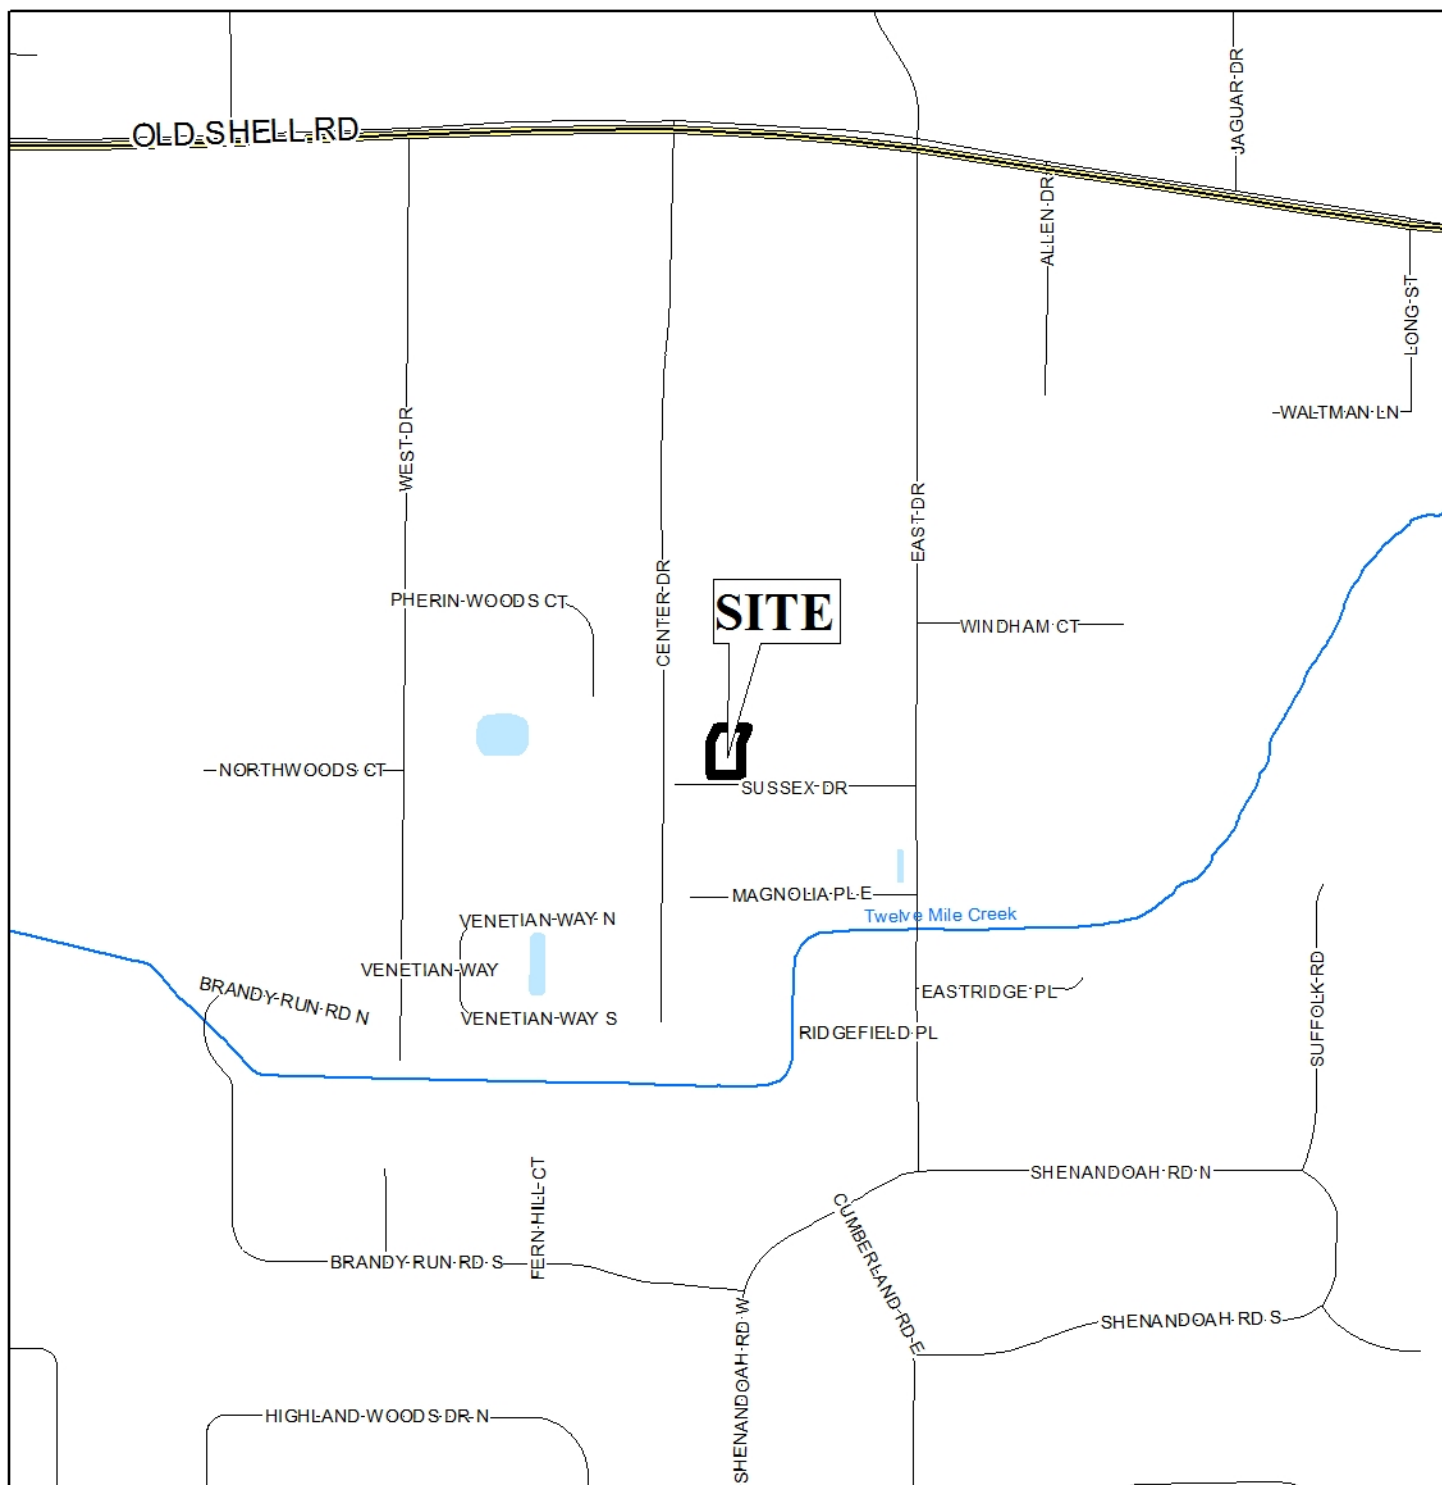 JAGUAR DR
OLD SHELL RD
ALLEN DR
LONG ST
WALTMAN LN
WEST DR
EAST DR
CENTER DR
PHERIN WOODS CT
SITE
WINDHAM CT
NORTHWOODS CT
SUSSEX DR
MAGNOLIA PL E
Twelve Mile Creek
VENETIAN WAY N
VENETIAN WAY
VENETIAN WAY S
BRANDY RUN RD N
EASTRIDGE PL
RIDGEFIELD PL
SUFFOLK RD
SHENANDOAH RD N
FERN HILL CT
CUMBERLAND RD E
BRANDY RUN RD S
SHENANDOAH RD S
SHENANDOAH RD W
HIGHLAND WOODS DR N